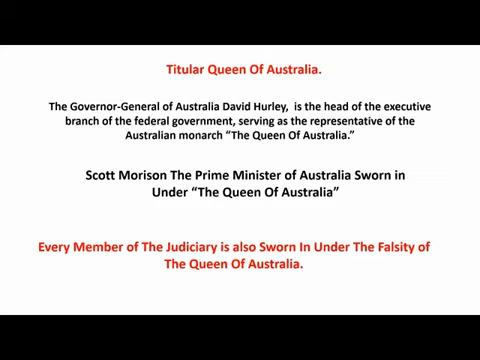 Titular Queen Of Australia.
The Governor-General of Australia David Hurley,  is the head of the executive
branch of the federal government, serving as the representative of the
Australian monarch “The Queen Of Australia.”
Scott Morison The Prime Minister of Australia Sworn in
Under “The Queen Of Australia”
Every Member of The Judiciary is also Sworn In Under The Falsity of
The Queen Of Australia.